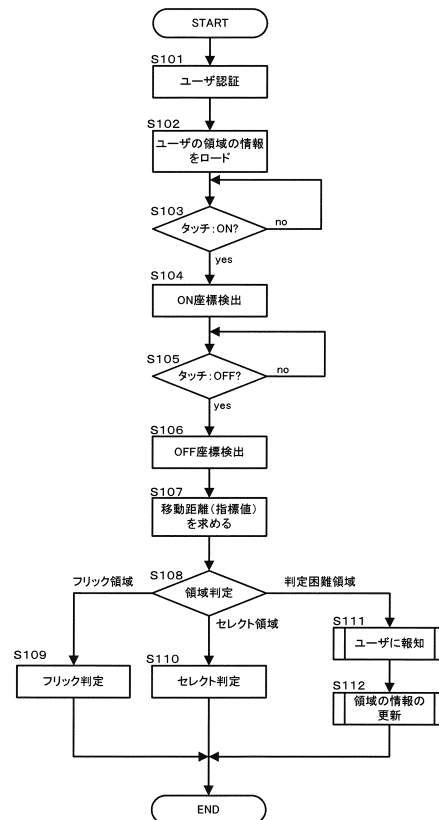 START
S101
ユーザ認証
S102
ユーザの領域の情報
をロード
S103
タッチ：ON？
no
yes
S104
ON座標検出
S105
タッチ：OFF？
no
yes
S106
OFF座標検出
S107
移動距離（指標値）
を求める
S108
領域判定
フリック領域
判定困難領域
セレクト領域
S109
フリック判定
S110
セレクト判定
S111
ユーザに報知
S112
領域の情報の
更新
END